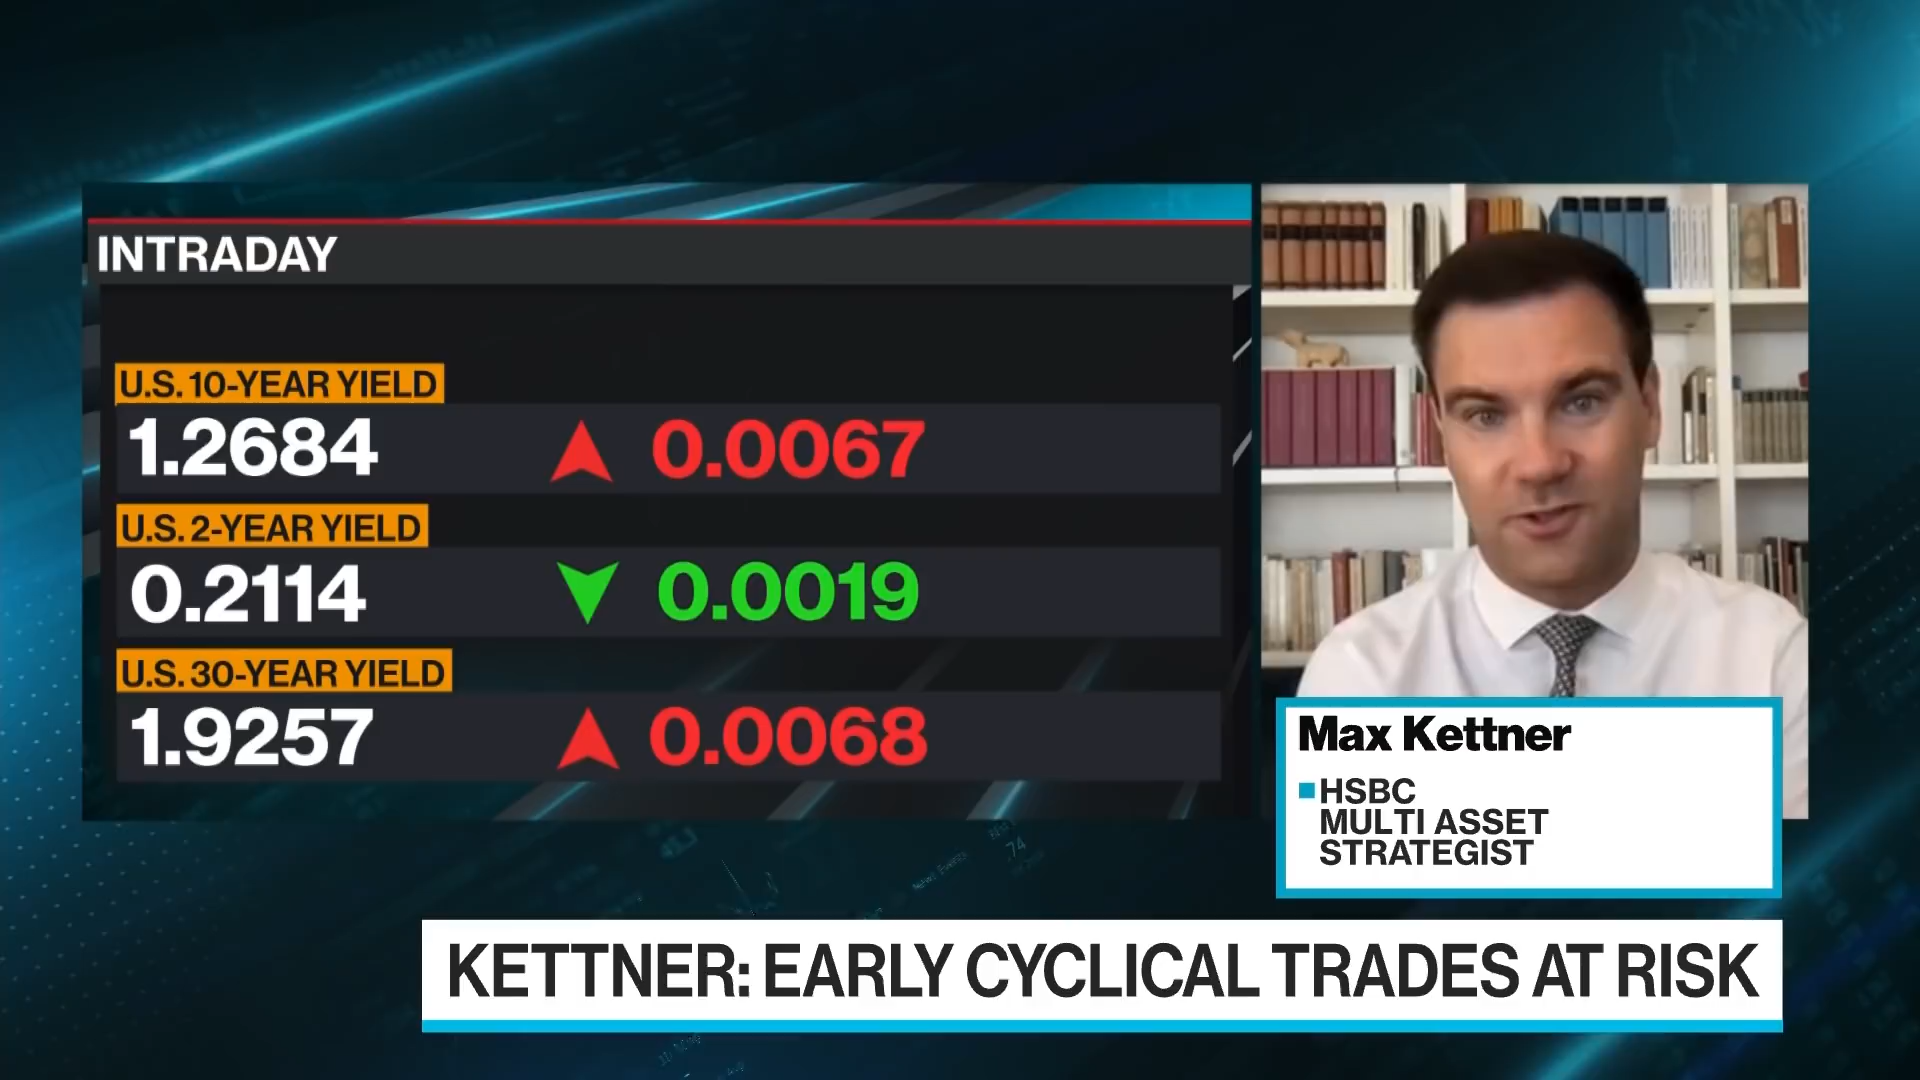 INTRADAY
U.S. 10-YEAR YIELD
1.2684 ▲ 0.0067
U.S. 2-YEAR YIELD
0.2114 ▼ 0.0019
U.S. 30-YEAR YIELD
1.9257 ▲ 0.0068
Max Kettner
HSBC
MULTI ASSET
STRATEGIST
74
KETTNER: EARLY CYCLICAL TRADES AT RISK